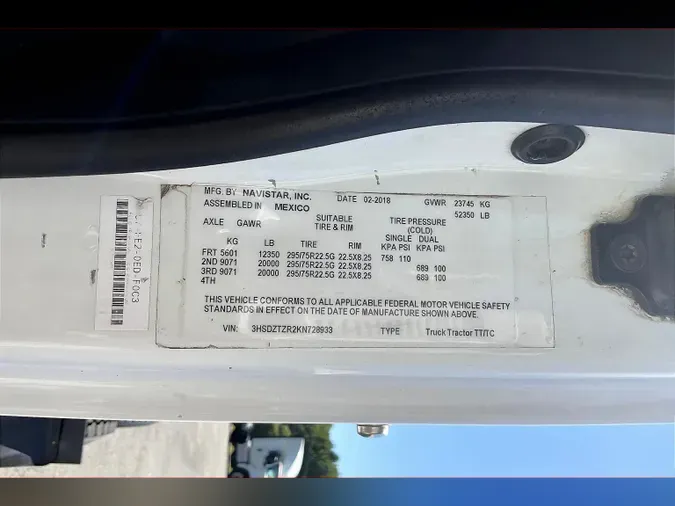 MFG. BY: NAVISTAR, INC. DATE 02-2018 GVWR 23745 KG
ASSEMBLED IN MEXICO 52350 LB
AXLE GAWR SUITABLE TIRE & RIM TIRE PRESSURE (COLD)
SINGLE DUAL
KG LB TIRE RIM KPA PSI KPA PSI
FRT 5601 12350 295/75R22.5G 22.5X8.25 758 110
2ND 9071 20000 295/75R22.5G 22.5X8.25 689 100
3RD 9071 20000 295/75R22.5G 22.5X8.25 689 100
4TH
THIS VEHICLE CONFORMS TO ALL APPLICABLE FEDERAL MOTOR VEHICLE SAFETY
STANDARDS IN EFFECT ON THE DATE OF MANUFACTURE SHOWN ABOVE.
VIN: 3HSDZTZR2KN728933 TYPE Truck Tractor TT/TC